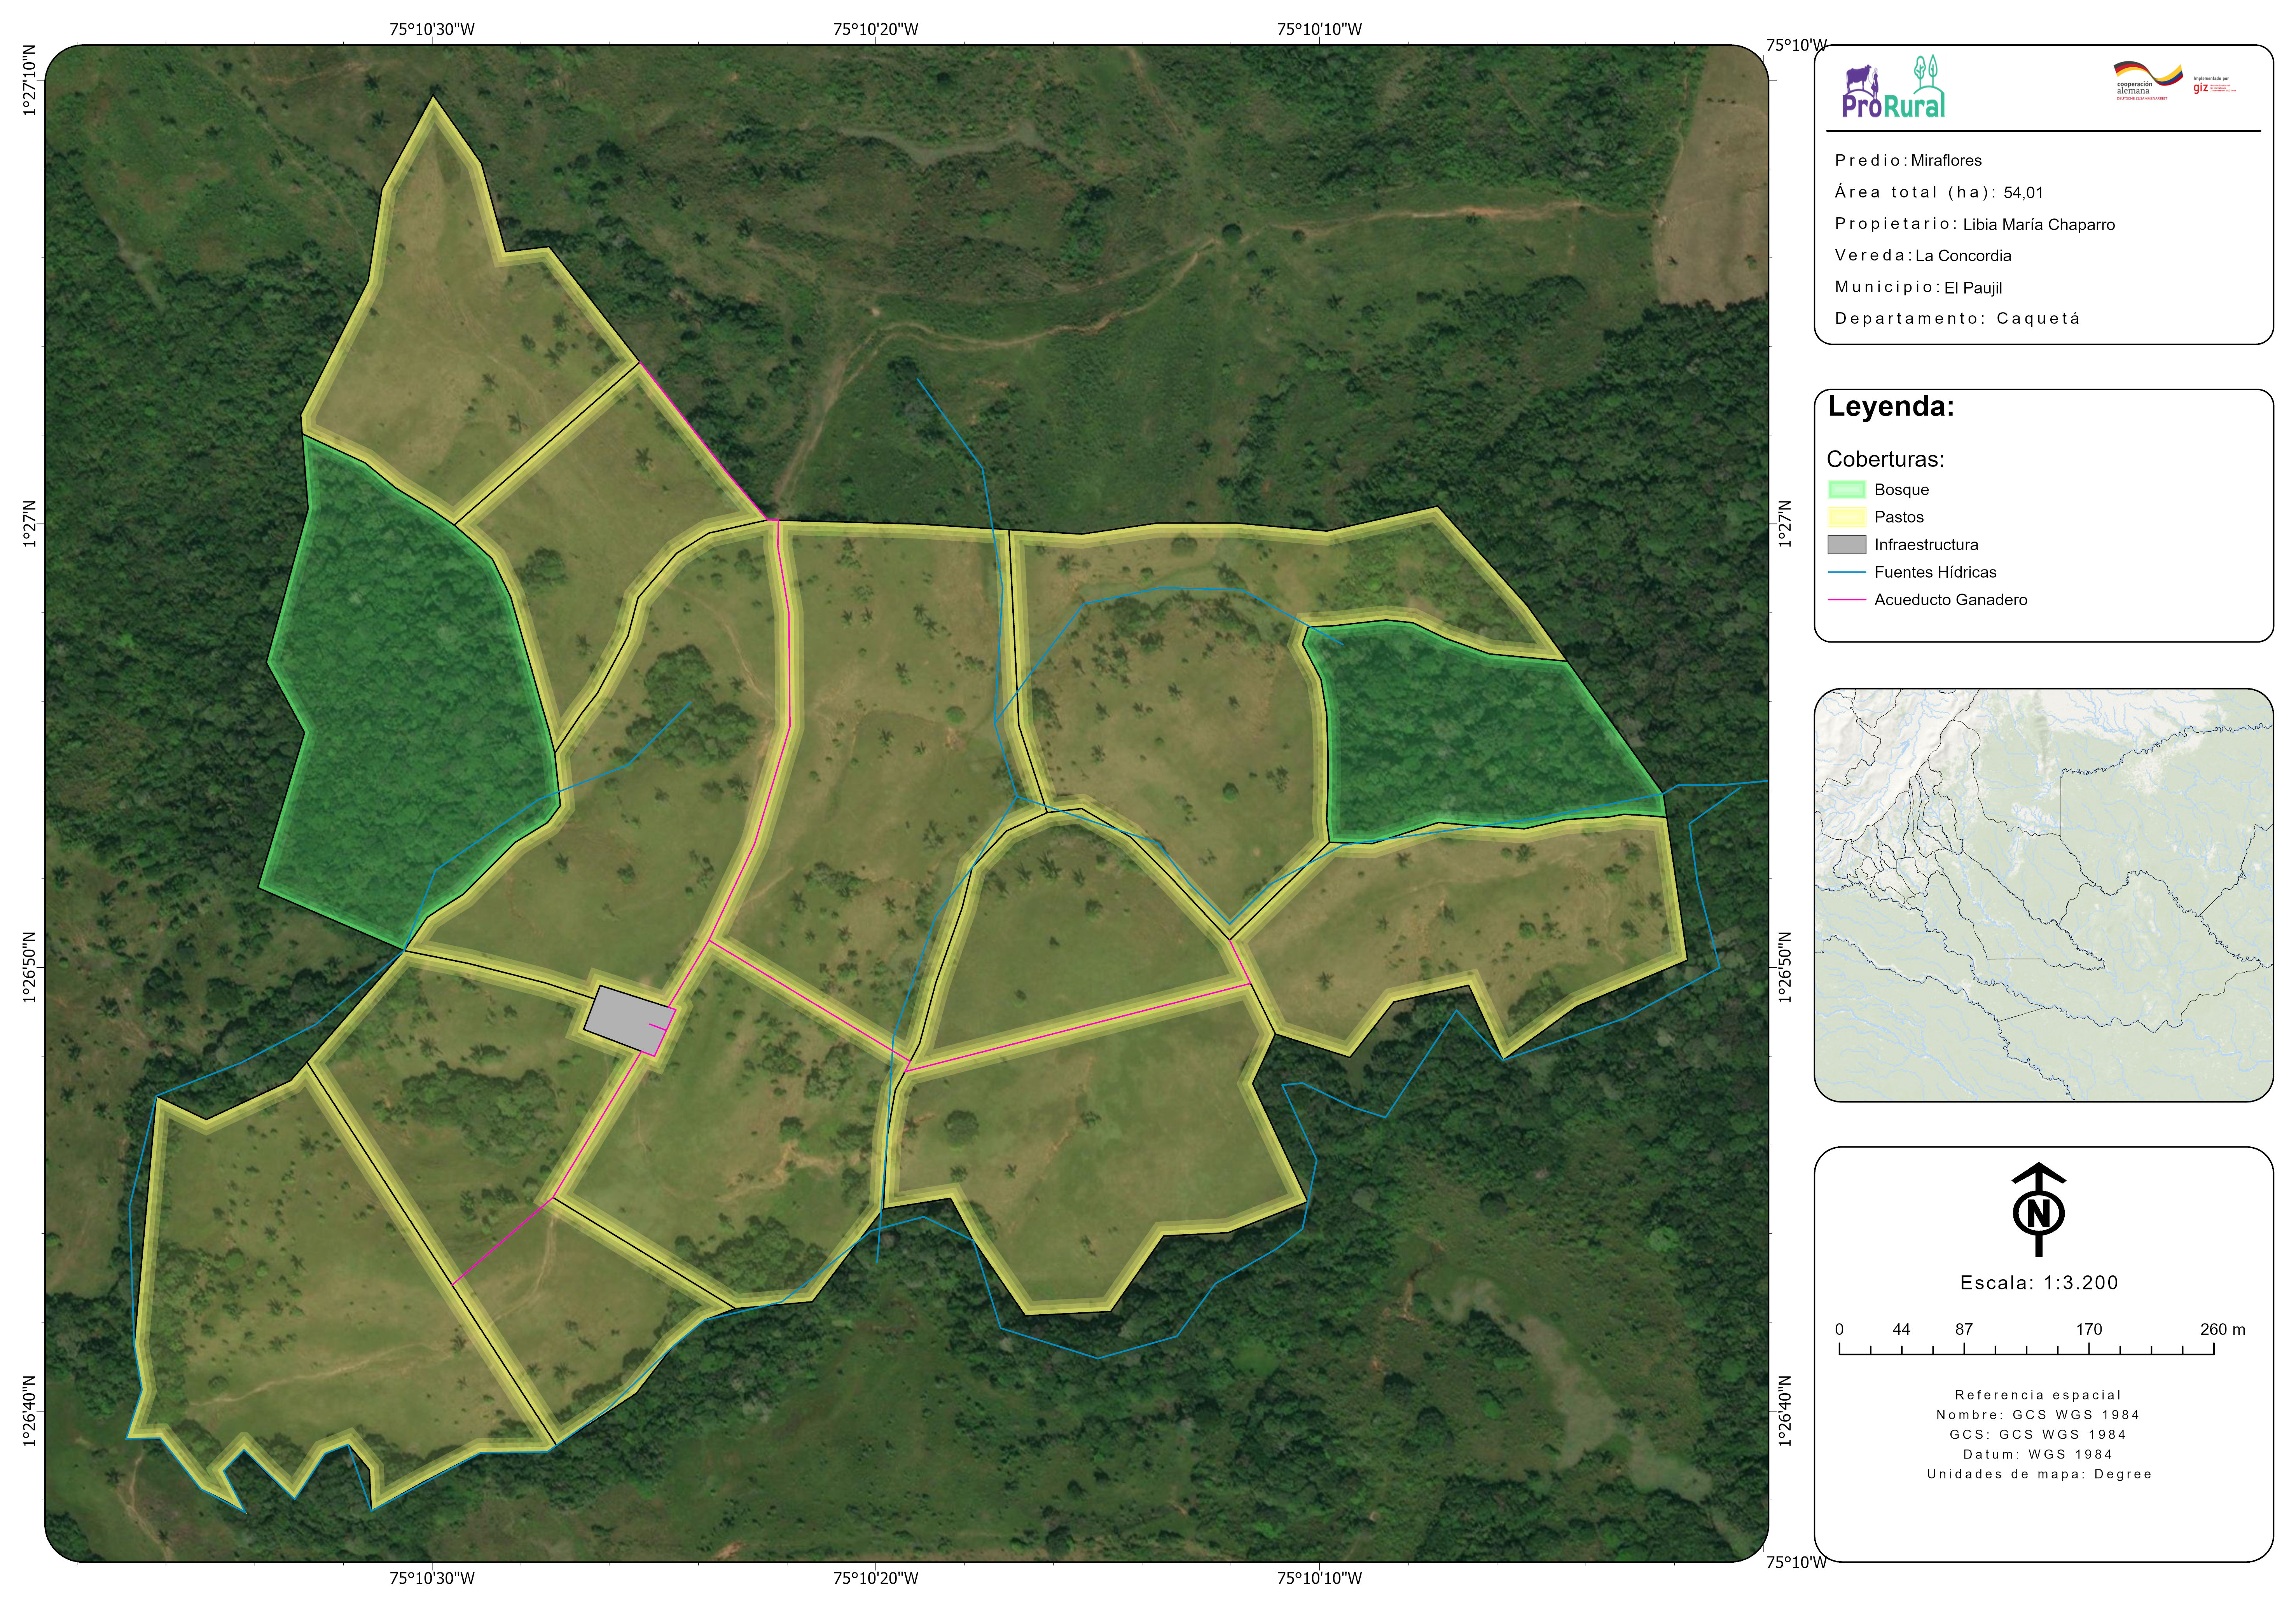 75°10'30"W
75°10'20"W
75°10'10"W
75°10'W
1°27'10"N
1°27'N
1°26'50"N
1°26'40"N
1°27'N
1°26'50"N
1°26'40"N
75°10'30"W
75°10'20"W
75°10'10"W
75°10'W
ProRural
cooperación
alemana
DEUTSCHE ZUSAMMENARBEIT
Implementada por
giz
Predio: Miraflores
Área total (ha): 54,01
Propietario: Libia María Chaparro
Vereda: La Concordia
Municipio: El Paujil
Departamento: Caquetá
Leyenda:
Coberturas:
Bosque
Pastos
Infraestructura
Fuentes Hídricas
Acueducto Ganadero
N
Escala: 1:3.200
0 44 87 170 260 m
Referencia espacial
Nombre: GCS WGS 1984
GCS: GCS WGS 1984
Datum: WGS 1984
Unidades de mapa: Degree